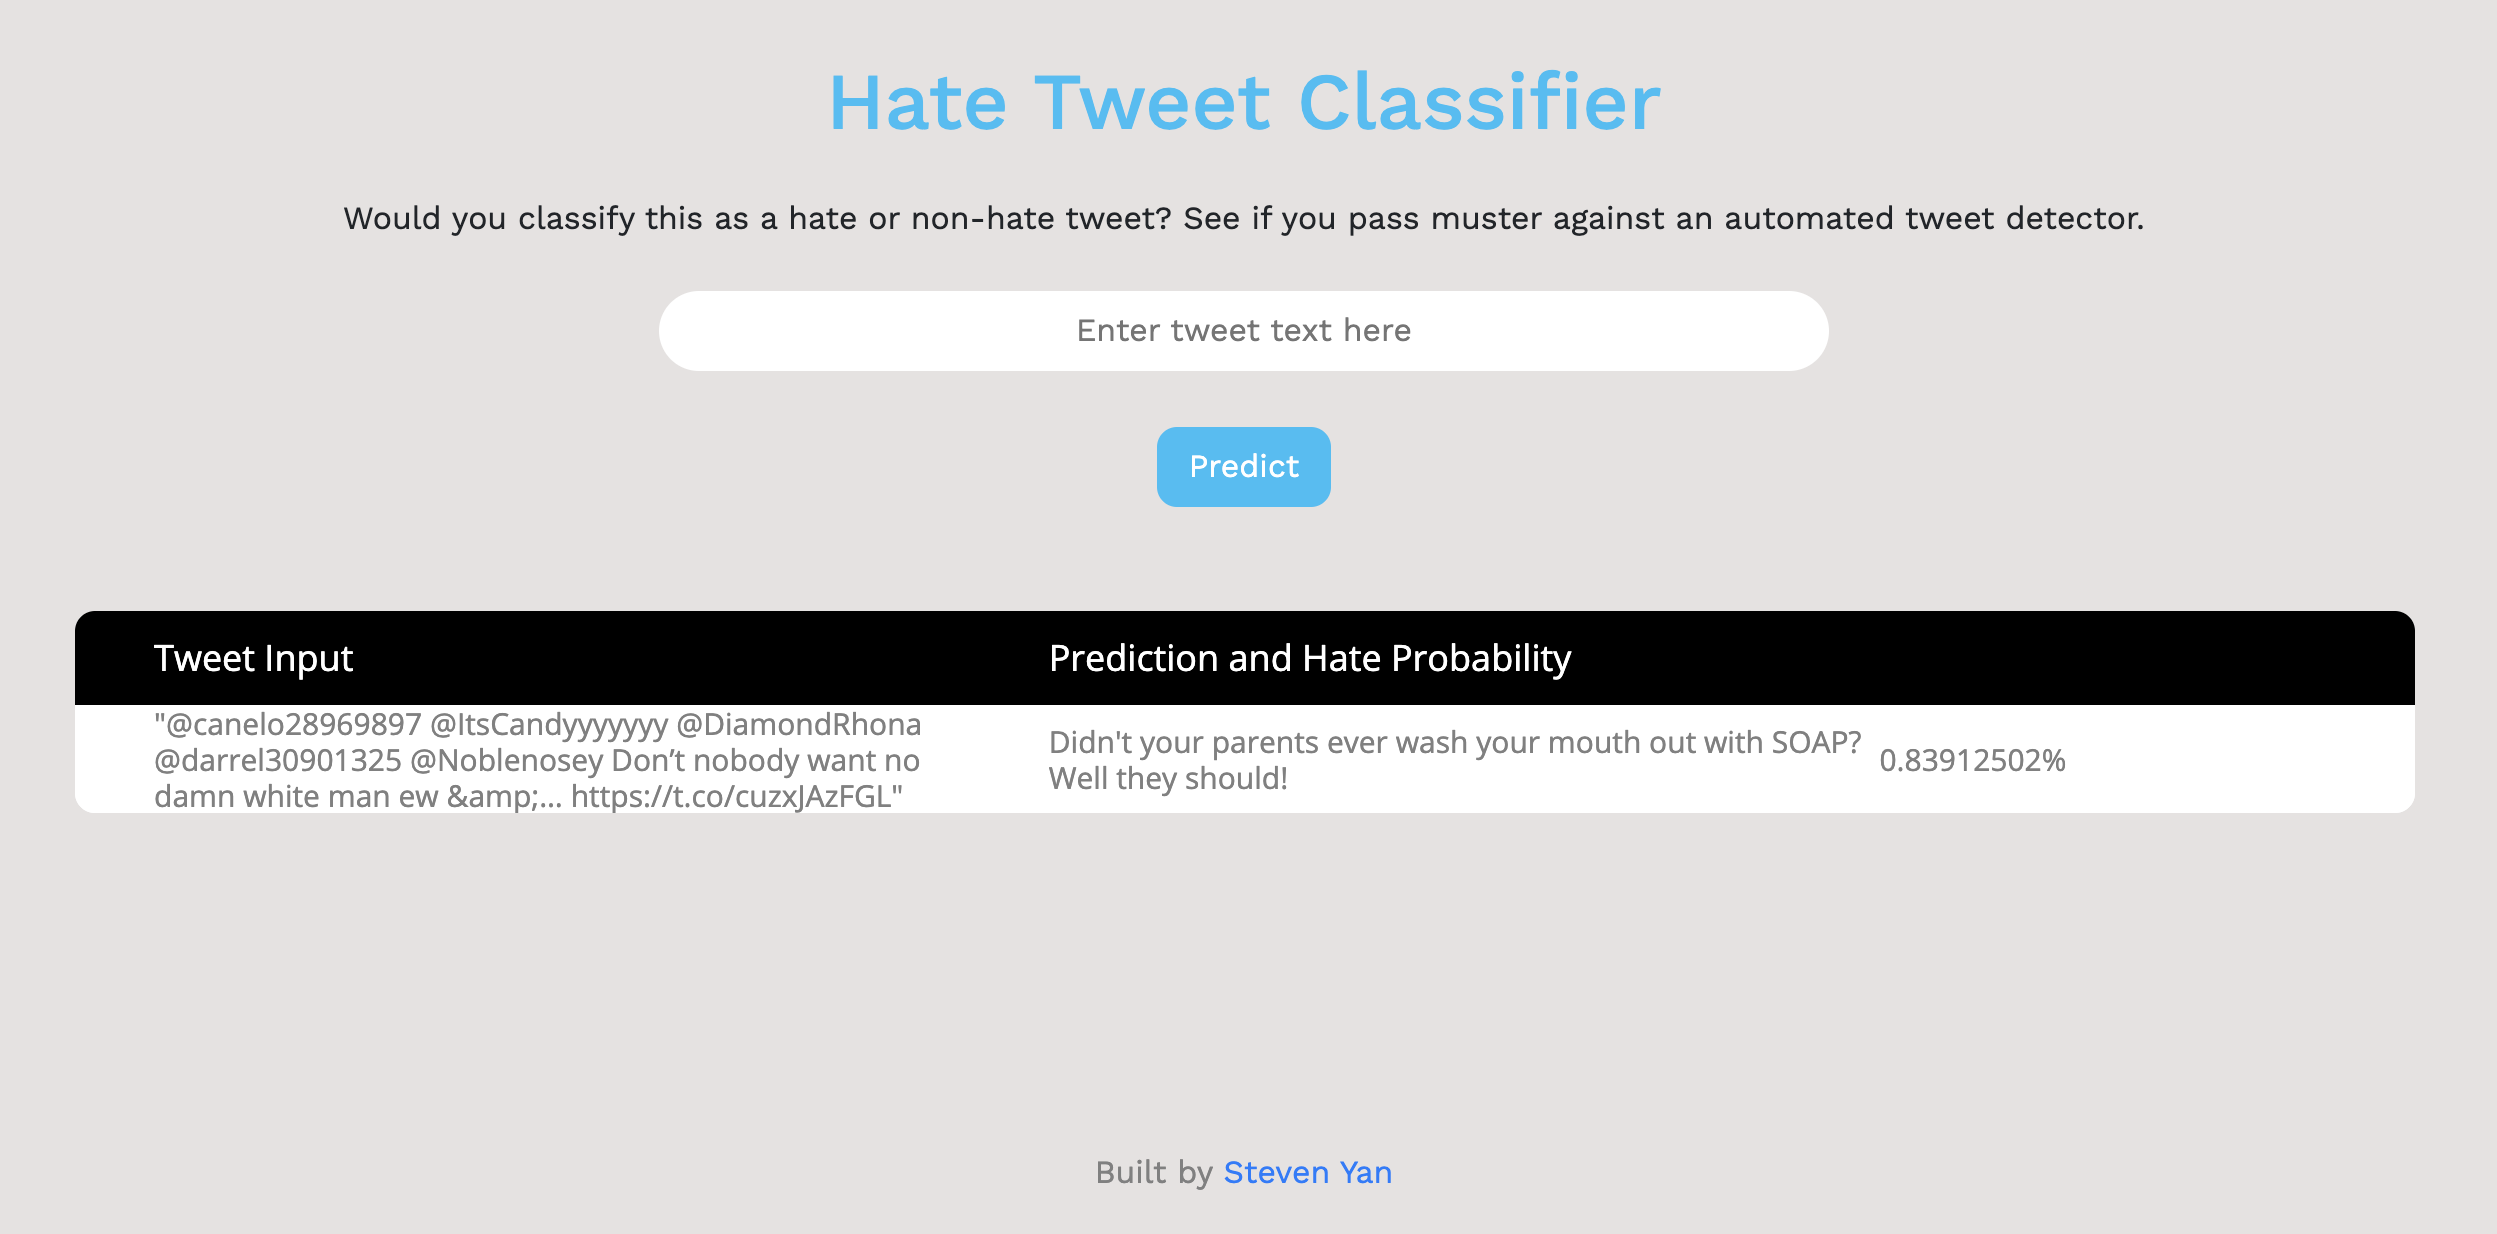 Hate Tweet Classifier
Would you classify this as a hate or non-hate tweet? See if you pass muster against an automated tweet detector.
Enter tweet text here
Predict
Tweet Input
Prediction and Hate Probability
"@canelo28969897 @ItsCandyyyyyyy @DiamondRhona
@darrel30901325 @Noblenosey Don’t nobody want no
damn white man ew &amp;... https://t.co/cuzxJAzFGL"
Didn't your parents ever wash your mouth out with SOAP?
Well they should!
0.83912502%
Built by Steven Yan